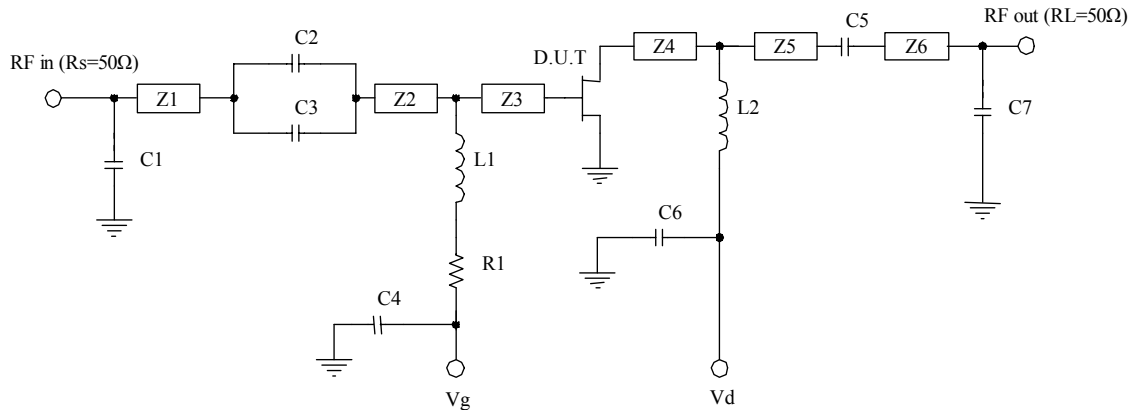 RF in (Rs=50Ω)
C1
Z1
C2
C3
Z2
Z3
L1
R1
C4
Vg
D.U.T
Z4
L2
C6
Vd
Z5
C5
Z6
RF out (RL=50Ω)
C7